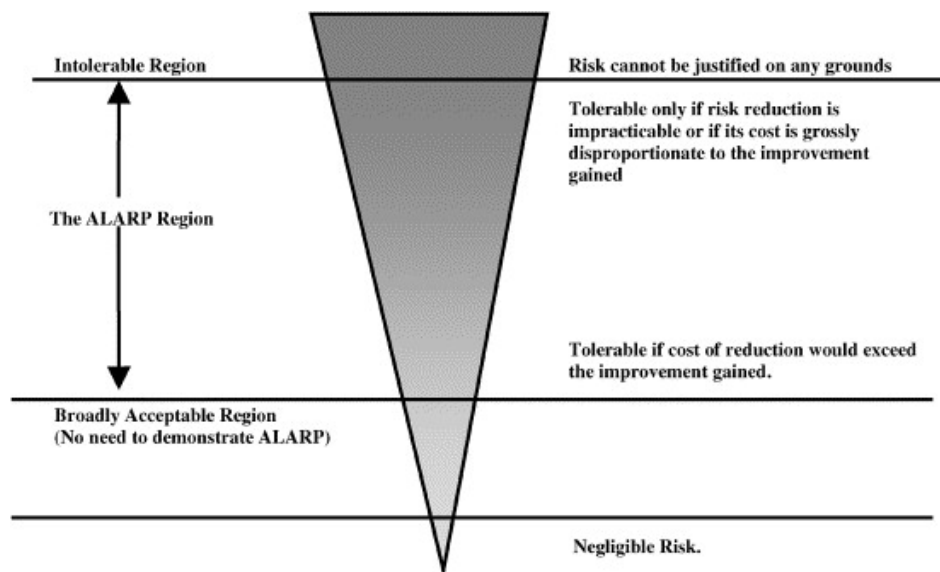 Intolerable Region
Risk cannot be justified on any grounds
Tolerable only if risk reduction is
impracticable or if its cost is grossly
disproportionate to the improvement
gained
The ALARP Region
Tolerable if cost of reduction would exceed
the improvement gained.
Broadly Acceptable Region
(No need to demonstrate ALARP)
Negligible Risk.